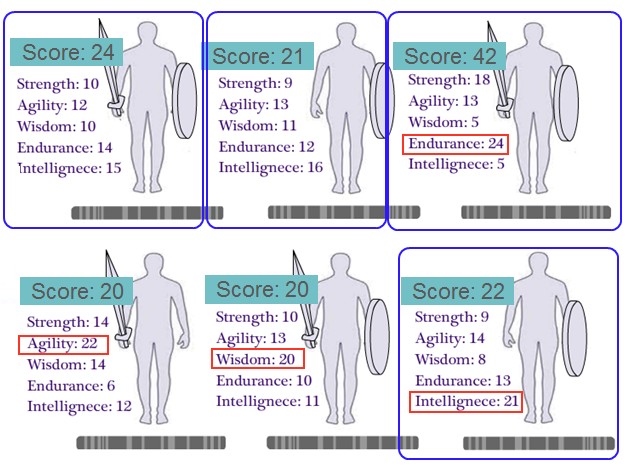 Score: 24
Strength: 10
Agility: 12
Wisdom: 10
Endurance: 14
Intellignece: 15
Score: 21
Strength: 9
Agility: 13
Wisdom: 11
Endurance: 12
Intellignece: 16
Score: 42
Strength: 18
Agility: 13
Wisdom: 5
Endurance: 24
Intellignece: 5
Score: 20
Strength: 14
Agility: 22
Wisdom: 14
Endurance: 6
Intellignece: 12
Score: 20
Strength: 10
Agility: 13
Wisdom: 20
Endurance: 10
Intellignece: 11
Score: 22
Strength: 9
Agility: 14
Wisdom: 8
Endurance: 13
Intellignece: 21